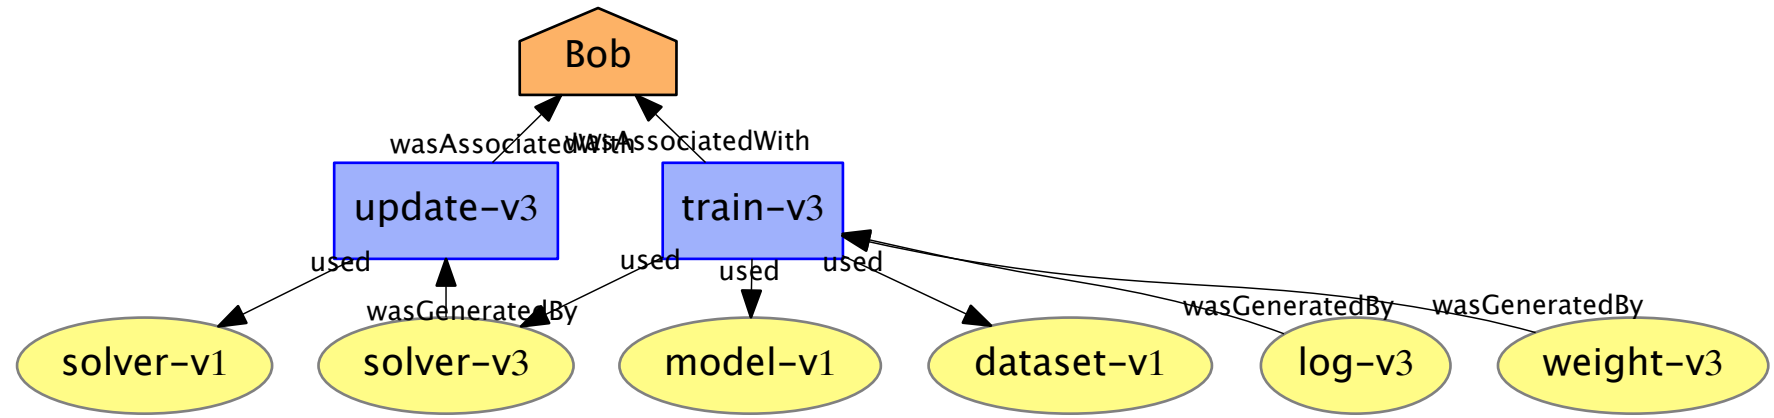 Bob
wasAssociatedWith
wasAssociatedWith
update-v3
train-v3
used
used
used
used
wasGeneratedBy
wasGeneratedBy
wasGeneratedBy
solver-v1
solver-v3
model-v1
dataset-v1
log-v3
weight-v3